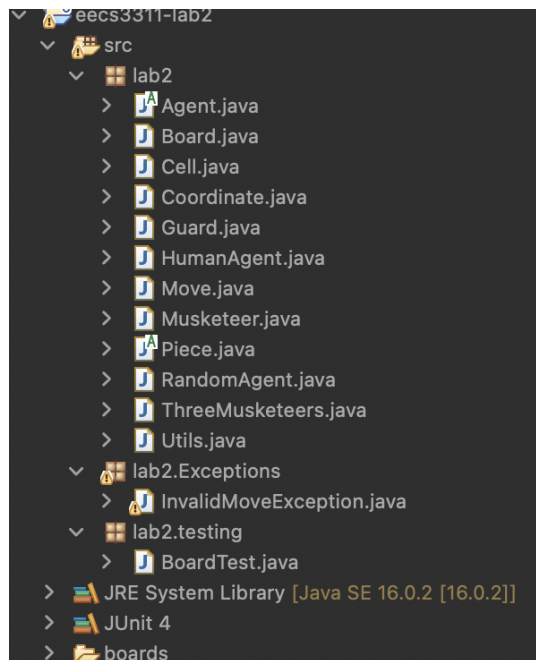 eecs3311-lab2
src
lab2
Agent.java
Board.java
Cell.java
Coordinate.java
Guard.java
HumanAgent.java
Move.java
Musketeer.java
Piece.java
RandomAgent.java
ThreeMusketeers.java
Utils.java
lab2.Exceptions
InvalidMoveException.java
lab2.testing
BoardTest.java
JRE System Library [Java SE 16.0.2 [16.0.2]]
JUnit 4
boards